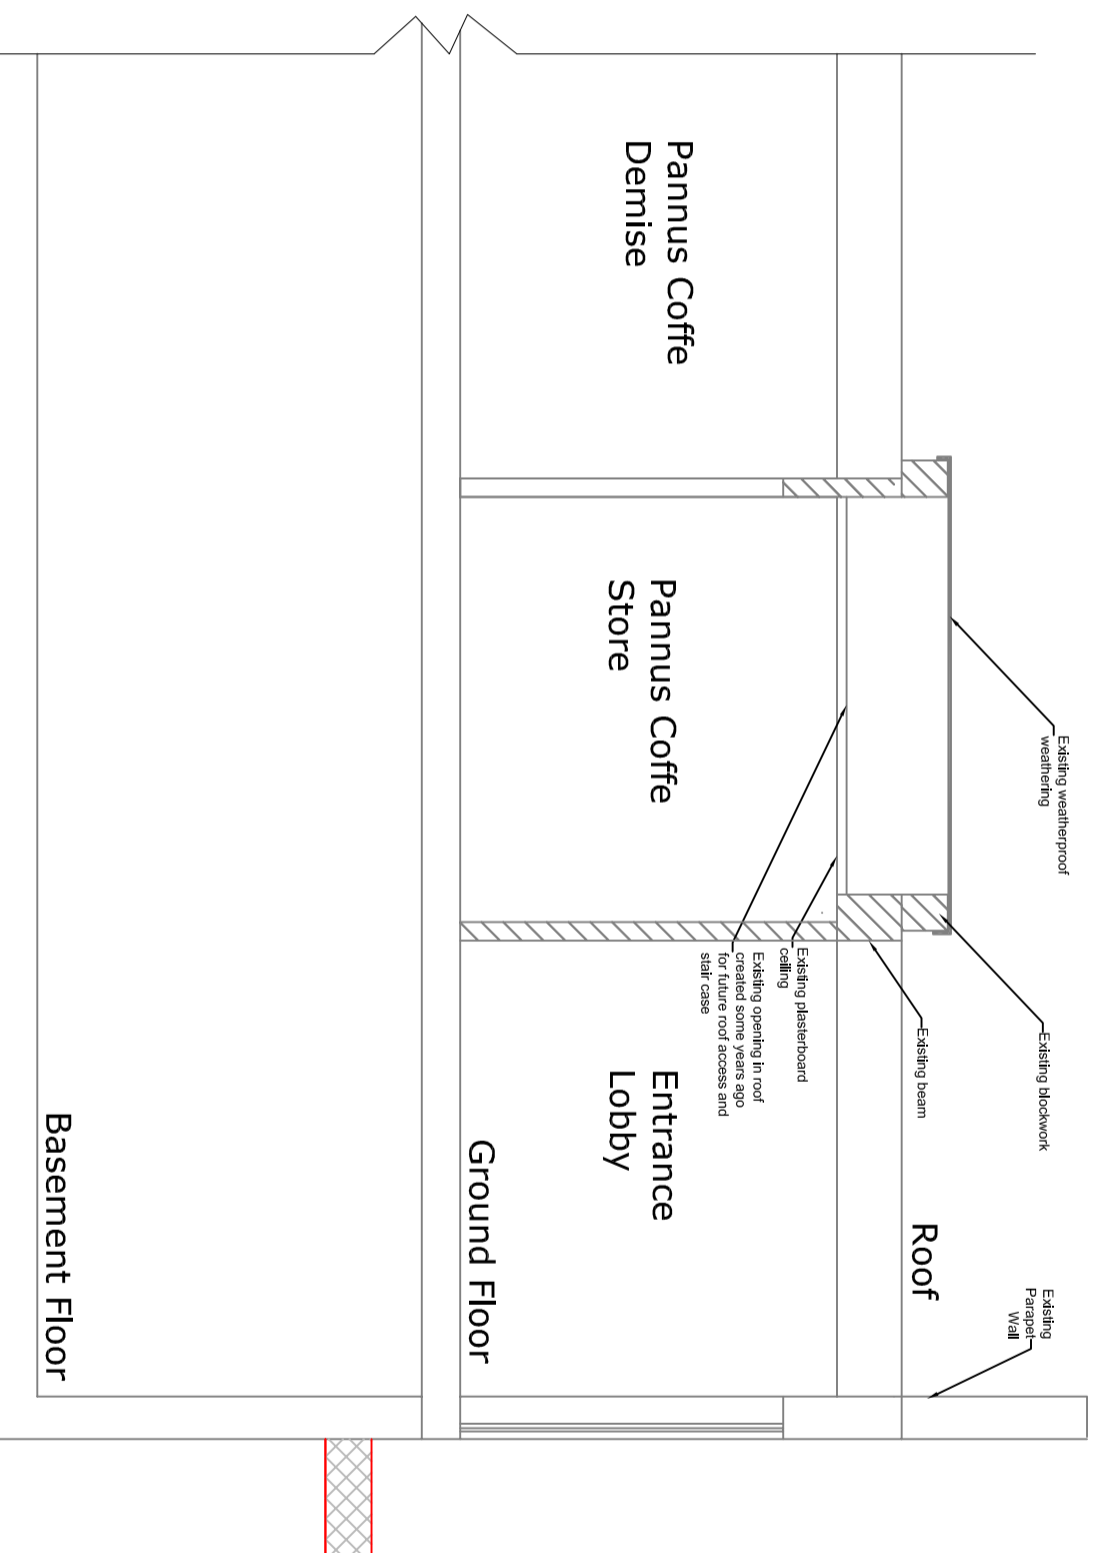 Existing weatherproof
weathering
Existing blockwork
Existing
Parapet
Wall
Existing beam
Roof
Existing plasterboard
ceiling
Existing opening in roof
created some years ago
for future roof access and
stair case
Pannus Coffe
Demise
Pannus Coffe
Store
Entrance
Lobby
Ground Floor
Basement Floor